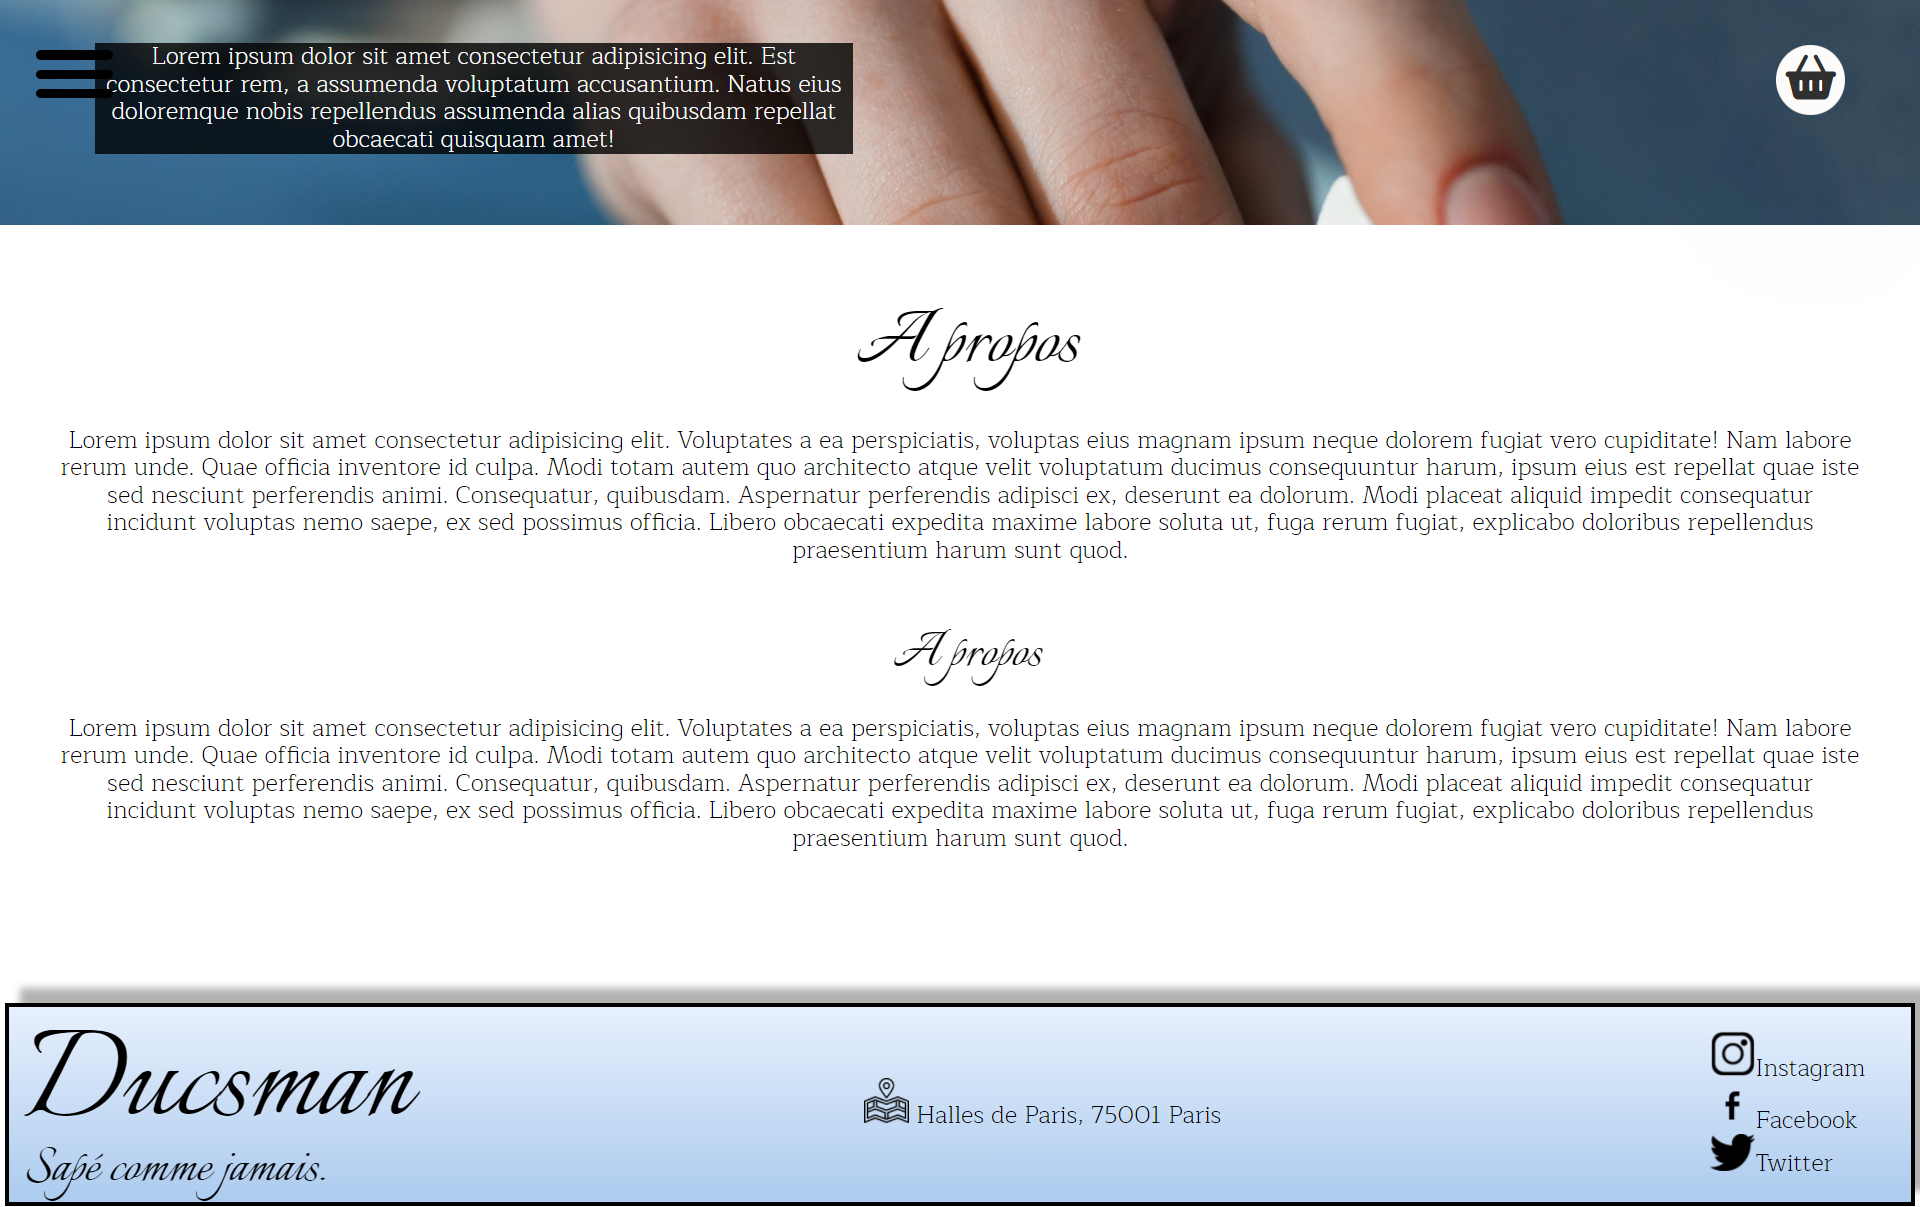 Lorem ipsum dolor sit amet consectetur adipisicing elit. Est
consectetur rem, a assumenda voluptatum accusantium. Natus eius
doloremque nobis repellendus assumenda alias quibusdam repellat
obcaecati quisquam amet!
A propos
Lorem ipsum dolor sit amet consectetur adipisicing elit. Voluptates a ea perspiciatis, voluptas eius magnam ipsum neque dolorem fugiat vero cupiditate! Nam labore
rerum unde. Quae officia inventore id culpa. Modi totam autem quo architecto atque velit voluptatum ducimus consequuntur harum, ipsum eius est repellat quae iste
sed nesciunt perferendis animi. Consequatur, quibusdam. Aspernatur perferendis adipisci ex, deserunt ea dolorum. Modi placeat aliquid impedit consequatur
incidunt voluptas nemo saepe, ex sed possimus officia. Libero obcaecati expedita maxime labore soluta ut, fuga rerum fugiat, explicabo doloribus repellendus
praesentium harum sunt quod.
A propos
Lorem ipsum dolor sit amet consectetur adipisicing elit. Voluptates a ea perspiciatis, voluptas eius magnam ipsum neque dolorem fugiat vero cupiditate! Nam labore
rerum unde. Quae officia inventore id culpa. Modi totam autem quo architecto atque velit voluptatum ducimus consequuntur harum, ipsum eius est repellat quae iste
sed nesciunt perferendis animi. Consequatur, quibusdam. Aspernatur perferendis adipisci ex, deserunt ea dolorum. Modi placeat aliquid impedit consequatur
incidunt voluptas nemo saepe, ex sed possimus officia. Libero obcaecati expedita maxime labore soluta ut, fuga rerum fugiat, explicabo doloribus repellendus
praesentium harum sunt quod.
Ducsman
Sapé comme jamais.
Halles de Paris, 75001 Paris
Instagram
Facebook
Twitter